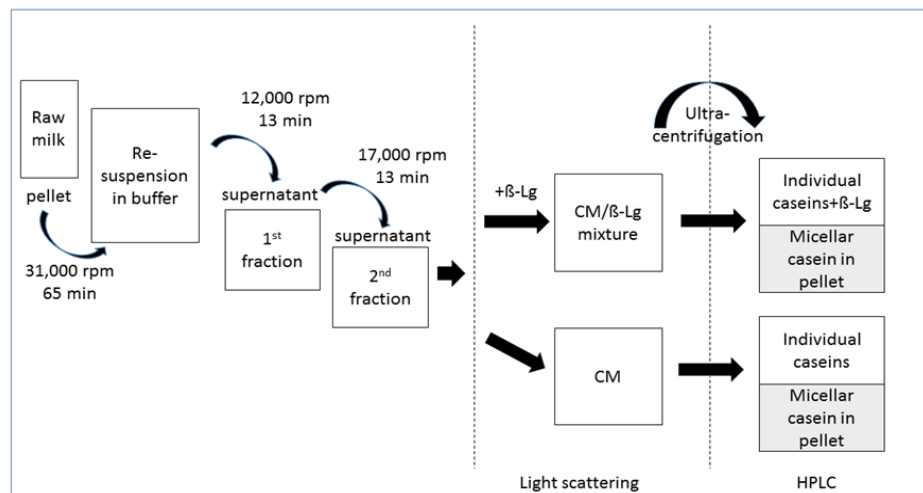 Raw
milk
pellet
31,000 rpm
65 min
Re-
suspension
in buffer
12,000 rpm
13 min
supernatant
1st
fraction
17,000 rpm
13 min
supernatant
2nd
fraction
+ß-Lg
CM/ß-Lg
mixture
CM
Ultra-
centrifugation
Individual
caseins+ß-Lg
Micellar
casein in
pellet
Individual
caseins
Micellar
casein in
pellet
Light scattering
HPLC